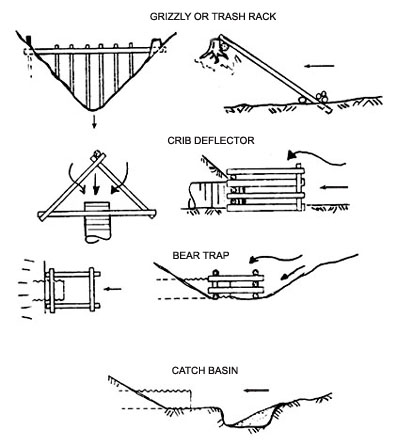 GRIZZLY OR TRASH RACK
CRIB DEFLECTOR
BEAR TRAP
CATCH BASIN